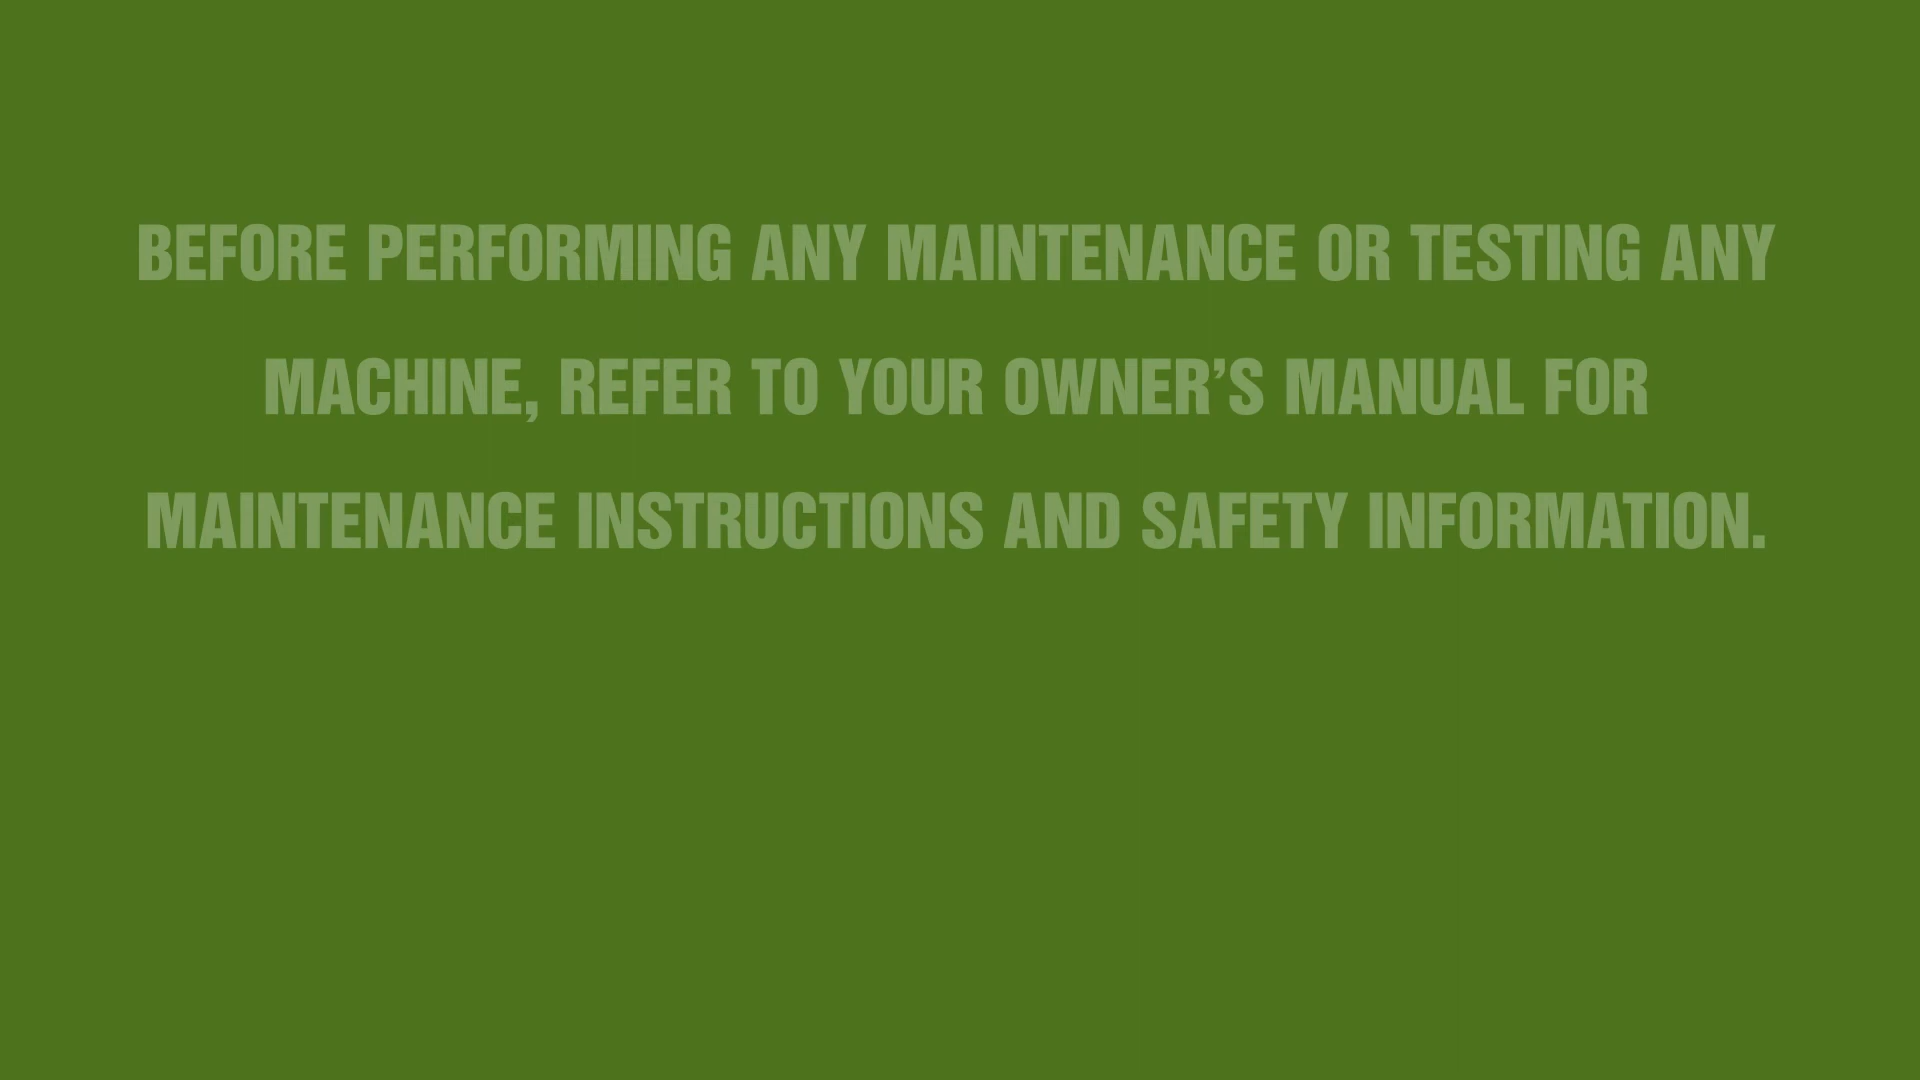 BEFORE PERFORMING ANY MAINTENANCE OR TESTING ANY
MACHINE, REFER TO YOUR OWNER’S MANUAL FOR
MAINTENANCE INSTRUCTIONS AND SAFETY INFORMATION.